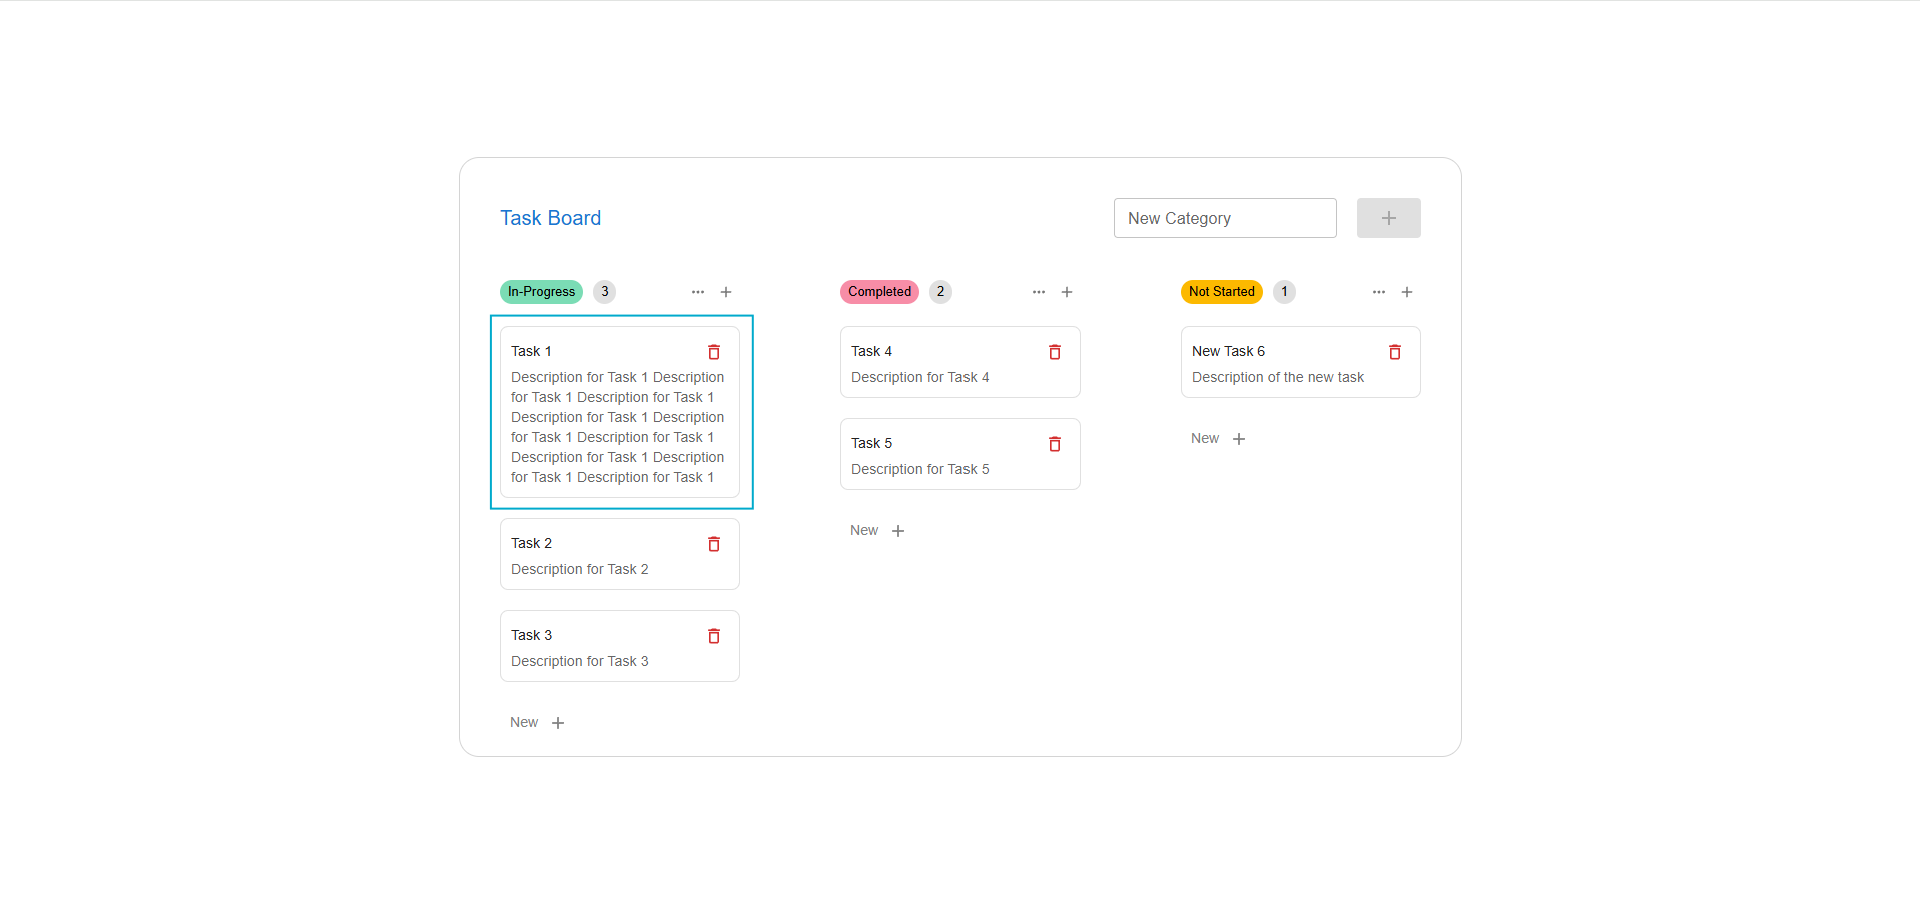 Task Board
New Category
In-Progress 3
Task 1
Description for Task 1 Description
for Task 1 Description for Task 1
Description for Task 1 Description
for Task 1 Description for Task 1
Description for Task 1 Description
for Task 1 Description for Task 1
Task 2
Description for Task 2
Task 3
Description for Task 3
New
Completed 2
Task 4
Description for Task 4
Task 5
Description for Task 5
New
Not Started 1
New Task 6
Description of the new task
New